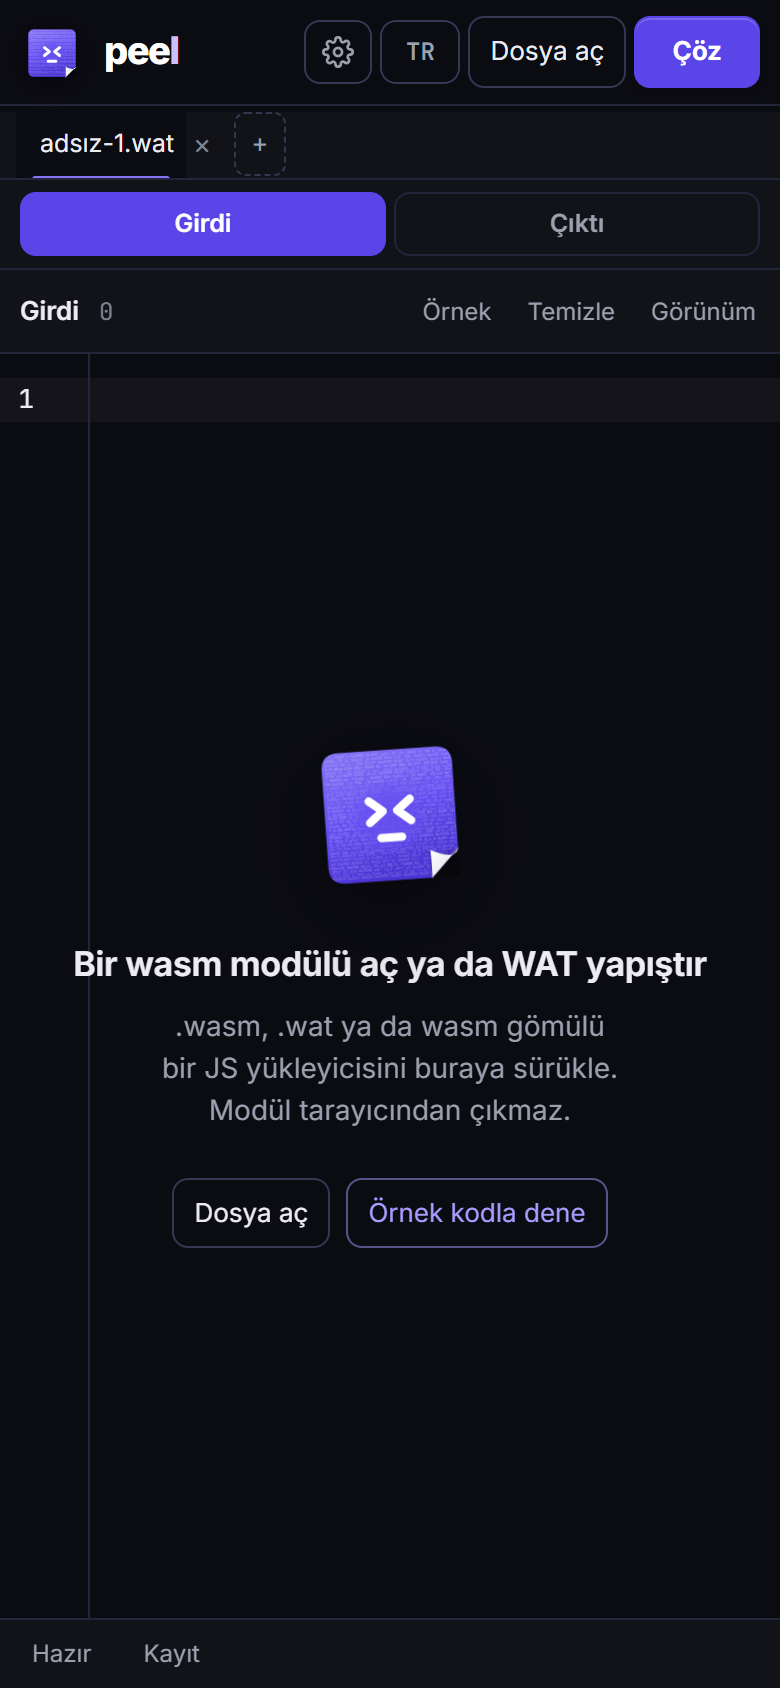 peel
TR
Dosya aç
Çöz
adsız-1.wat ×
+
Girdi
Çıktı
Girdi 0
Örnek
Temizle
Görünüm
1
Bir wasm modülü aç ya da WAT yapıştır
.wasm, .wat ya da wasm gömülü
bir JS yükleyicisini buraya sürükle.
Modül tarayıcından çıkmaz.
Dosya aç
Örnek kodla dene
Hazır
Kayıt